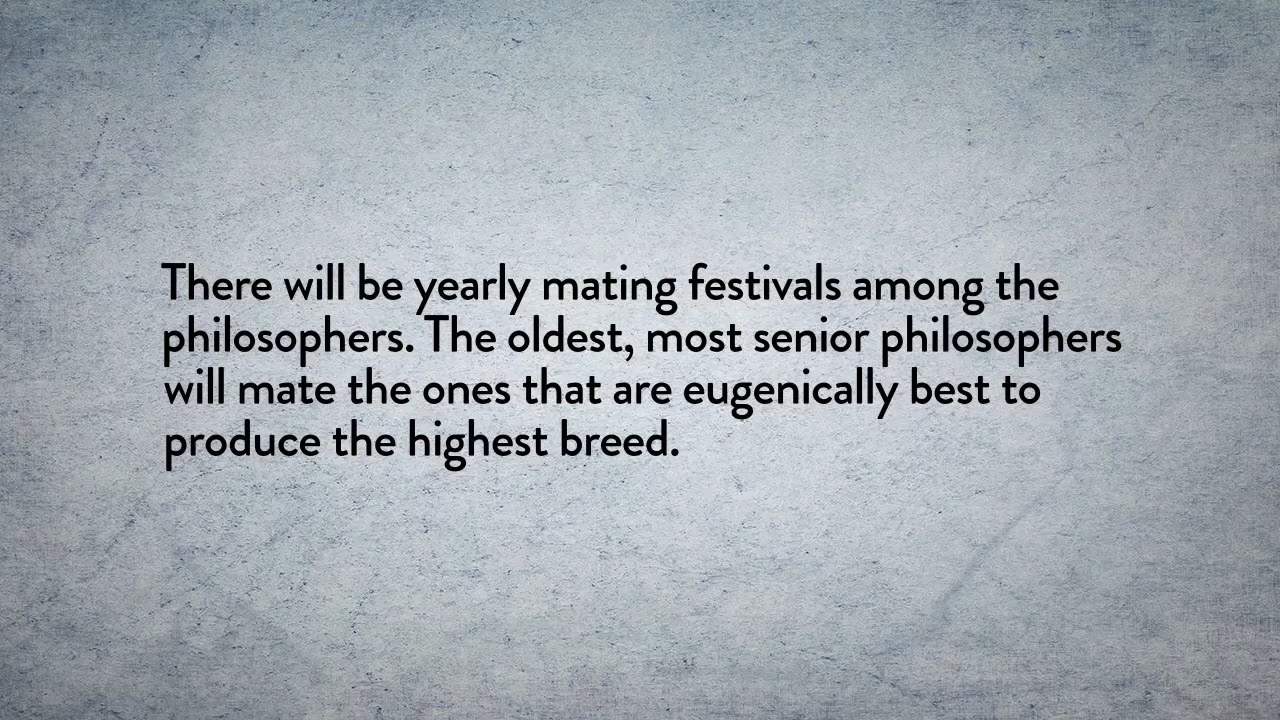 There will be yearly mating festivals among the
philosophers. The oldest, most senior philosophers
will mate the ones that are eugenically best to
produce the highest breed.